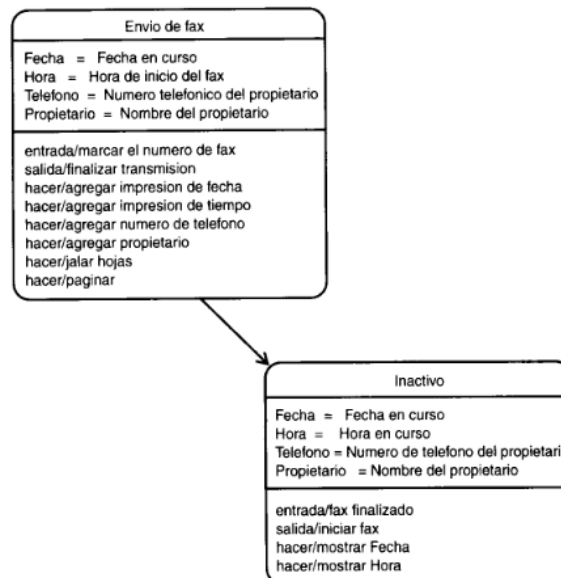 Envio de fax
Fecha = Fecha en curso
Hora = Hora de inicio del fax
Telefono = Numero telefonico del propietario
Propietario = Nombre del propietario
entrada/marcar el numero de fax
salida/finalizar transmision
hacer/agregar impresion de fecha
hacer/agregar impresion de tiempo
hacer/agregar numero de telefono
hacer/agregar propietario
hacer/jalar hojas
hacer/paginar
Inactivo
Fecha = Fecha en curso
Hora = Hora en curso
Telefono = Numero de telefono del propietari
Propietario = Nombre del propietario
entrada/fax finalizado
salida/iniciar fax
hacer/mostrar Fecha
hacer/mostrar Hora